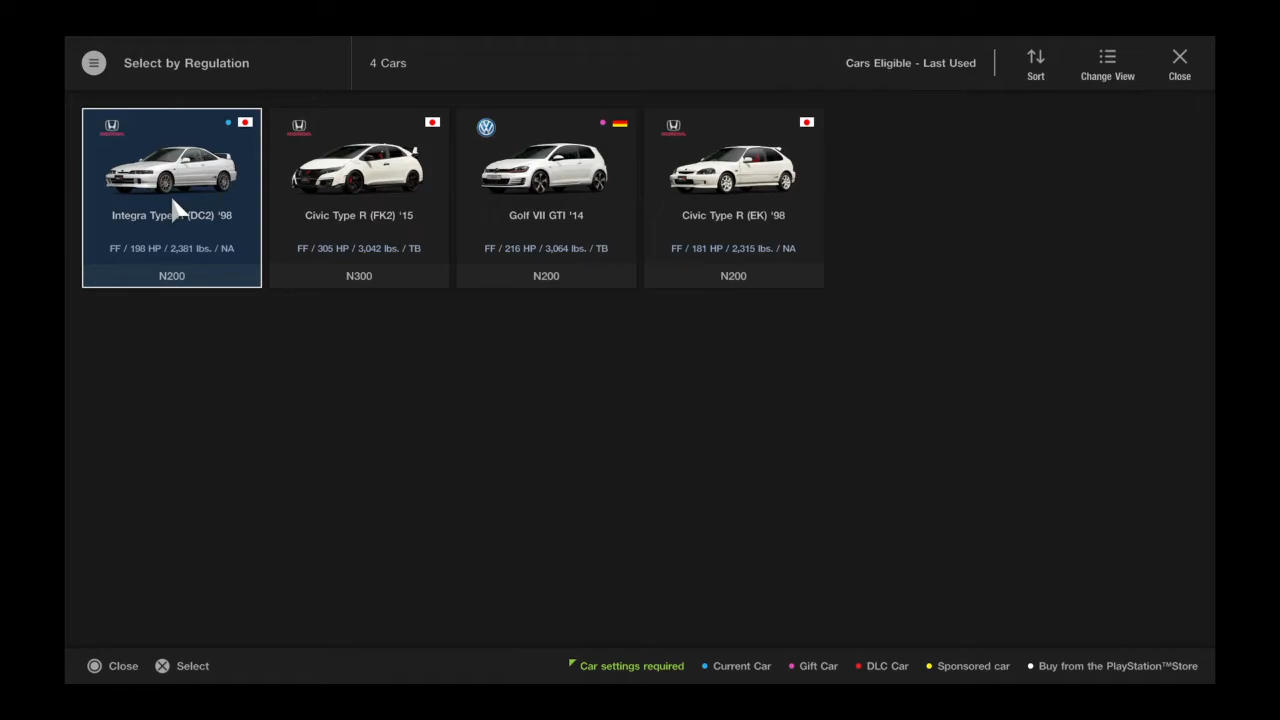 Select by Regulation
4 Cars
Cars Eligible - Last Used
Sort
Change View
Close
HONDA
Integra Type (DC2) '98
FF / 198 HP / 2,381 lbs. / NA
N200
HONDA
Civic Type R (FK2) '15
FF / 305 HP / 3,042 lbs. / TB
N300
Golf VII GTI '14
FF / 216 HP / 3,064 lbs. / TB
N200
HONDA
Civic Type R (EK) '98
FF / 181 HP / 2,315 lbs. / NA
N200
Close
Select
Car settings required
Current Car
Gift Car
DLC Car
Sponsored car
Buy from the PlayStation™Store